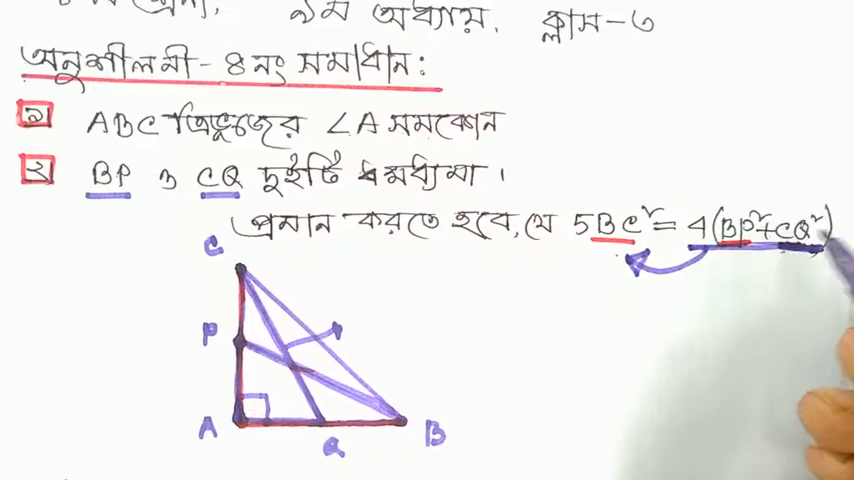 ৯ম অধ্যায়, ক্লাস-৩
অনুশীলনী-৪নং সমাধান:
১। ABC ত্রিভুজের ∠A সমকোন
২। BP ও CQ দুইটি মধ্যমা।
প্রমান করতে হবে, যে 5BC²= 4(BP²+CQ²)
C
P
A
Q
B